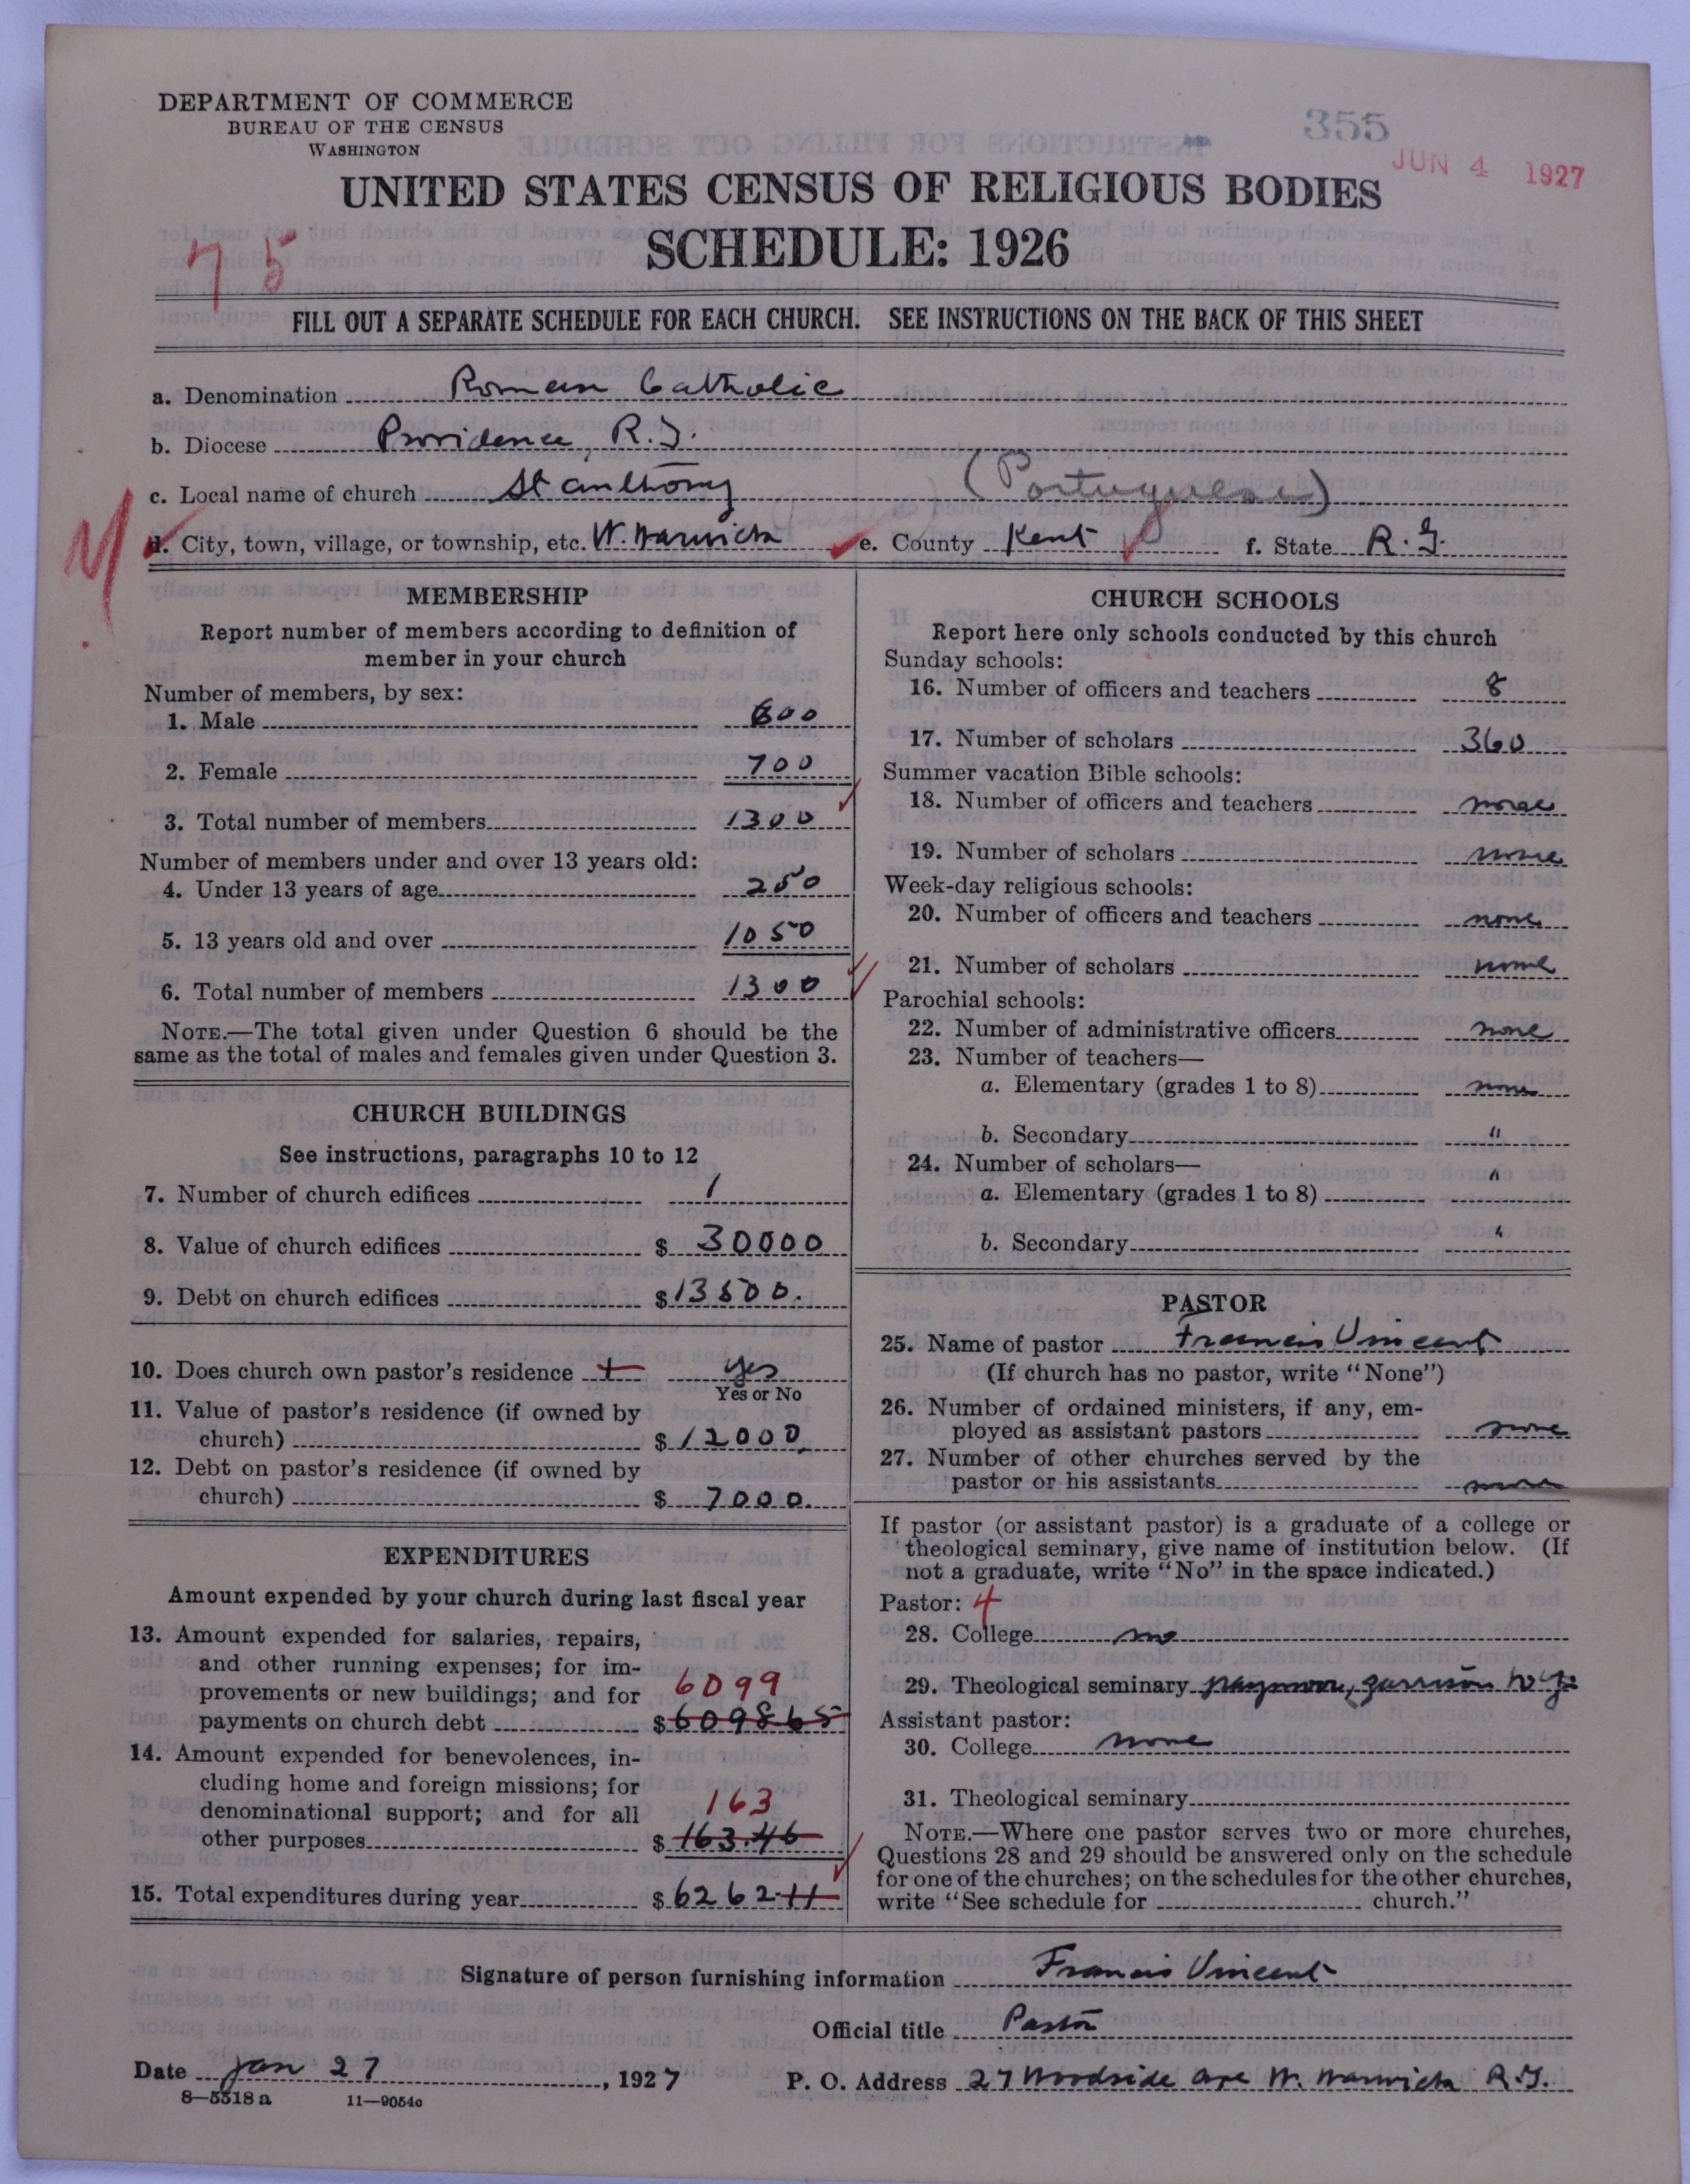 DEPARTMENT OF COMMERCE
BUREAU OF THE CENSUS
WASHINGTON
355
JUN 4 1927
UNITED STATES CENSUS OF RELIGIOUS BODIES
SCHEDULE: 1926
75
FILL OUT A SEPARATE SCHEDULE FOR EACH CHURCH. SEE INSTRUCTIONS ON THE BACK OF THIS SHEET
a. Denomination Roman Catholic
b. Diocese Providence, R.I.
c. Local name of church St Anthony (Portuguese)
d. City, town, village, or township, etc. W. Warwick e. County Kent f. State R.I.
MEMBERSHIP
Report number of members according to definition of
member in your church
Number of members, by sex:
1. Male 600
2. Female 700
3. Total number of members 1300
Number of members under and over 13 years old:
4. Under 13 years of age 250
5. 13 years old and over 1050
6. Total number of members 1300
NOTE.—The total given under Question 6 should be the
same as the total of males and females given under Question 3.
CHURCH BUILDINGS
See instructions, paragraphs 10 to 12
7. Number of church edifices 1
8. Value of church edifices $ 30000
9. Debt on church edifices $ 13500.
10. Does church own pastor's residence yes
Yes or No
11. Value of pastor's residence (if owned by
church) $ 12000
12. Debt on pastor's residence (if owned by
church) $ 7000.
EXPENDITURES
Amount expended by your church during last fiscal year
13. Amount expended for salaries, repairs,
and other running expenses; for im-
provements or new buildings; and for 6099
payments on church debt $ 609865
14. Amount expended for benevolences, in-
cluding home and foreign missions; for
denominational support; and for all 163
other purposes $ 163.46
15. Total expenditures during year $ 6262.11
CHURCH SCHOOLS
Report here only schools conducted by this church
Sunday schools:
16. Number of officers and teachers 8
17. Number of scholars 360
Summer vacation Bible schools:
18. Number of officers and teachers none
19. Number of scholars none
Week-day religious schools:
20. Number of officers and teachers none
21. Number of scholars none
Parochial schools:
22. Number of administrative officers none
23. Number of teachers—
a. Elementary (grades 1 to 8) none
b. Secondary "
24. Number of scholars—
a. Elementary (grades 1 to 8) "
b. Secondary "
PASTOR
25. Name of pastor Francis Vincent
(If church has no pastor, write "None")
26. Number of ordained ministers, if any, em-
ployed as assistant pastors none
27. Number of other churches served by the
pastor or his assistants none
If pastor (or assistant pastor) is a graduate of a college or
theological seminary, give name of institution below. (If
not a graduate, write "No" in the space indicated.)
Pastor: 4
28. College no
29. Theological seminary Garrison N.Y.
Assistant pastor:
30. College none
31. Theological seminary
NOTE.—Where one pastor serves two or more churches,
Questions 28 and 29 should be answered only on the schedule
for one of the churches; on the schedules for the other churches,
write "See schedule for church."
Signature of person furnishing information Francis Vincent
Official title Pastor
Date Jan 27, 1927 P. O. Address 27 Woodside Ave W. Warwick R.I.
8—5518 a 11—9054c